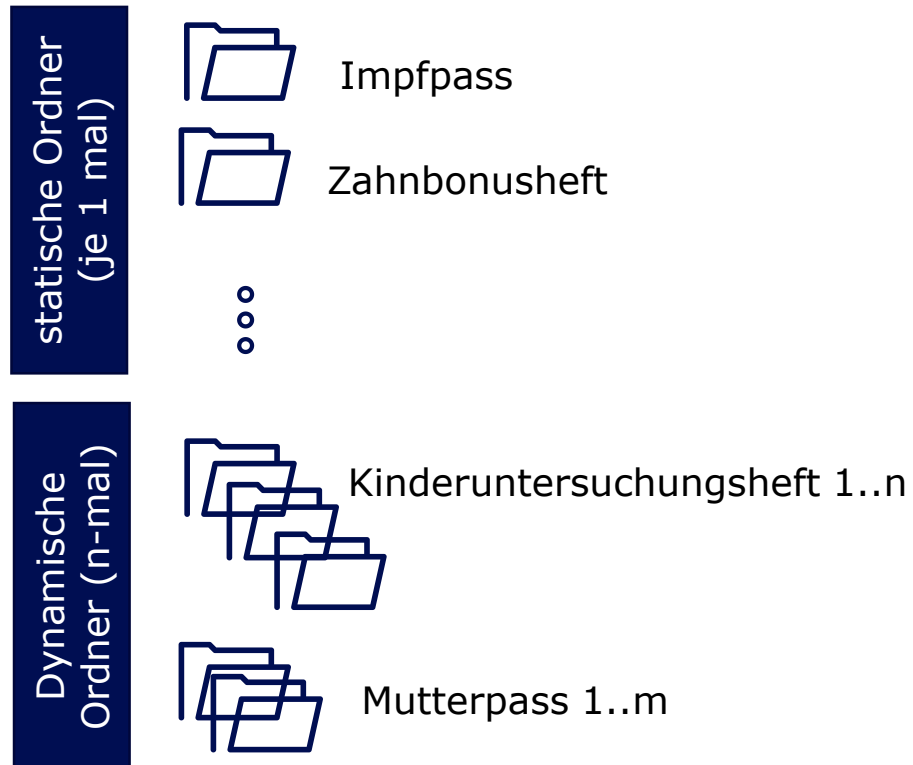 statische Ordner
(je 1 mal)
Impfpass
Zahnbonusheft
Dynamische
Ordner (n-mal)
Kinderuntersuchungsheft 1..n
Mutterpass 1..m